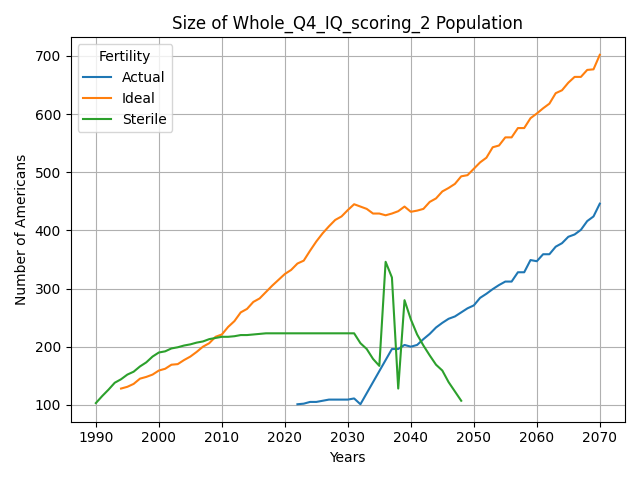 Size of Whole_Q4_IQ_scoring_2 Population
Fertility
Actual
Ideal
Sterile
Number of Americans
700
600
500
400
300
200
100
1990 2000 2010 2020 2030 2040 2050 2060 2070
Years